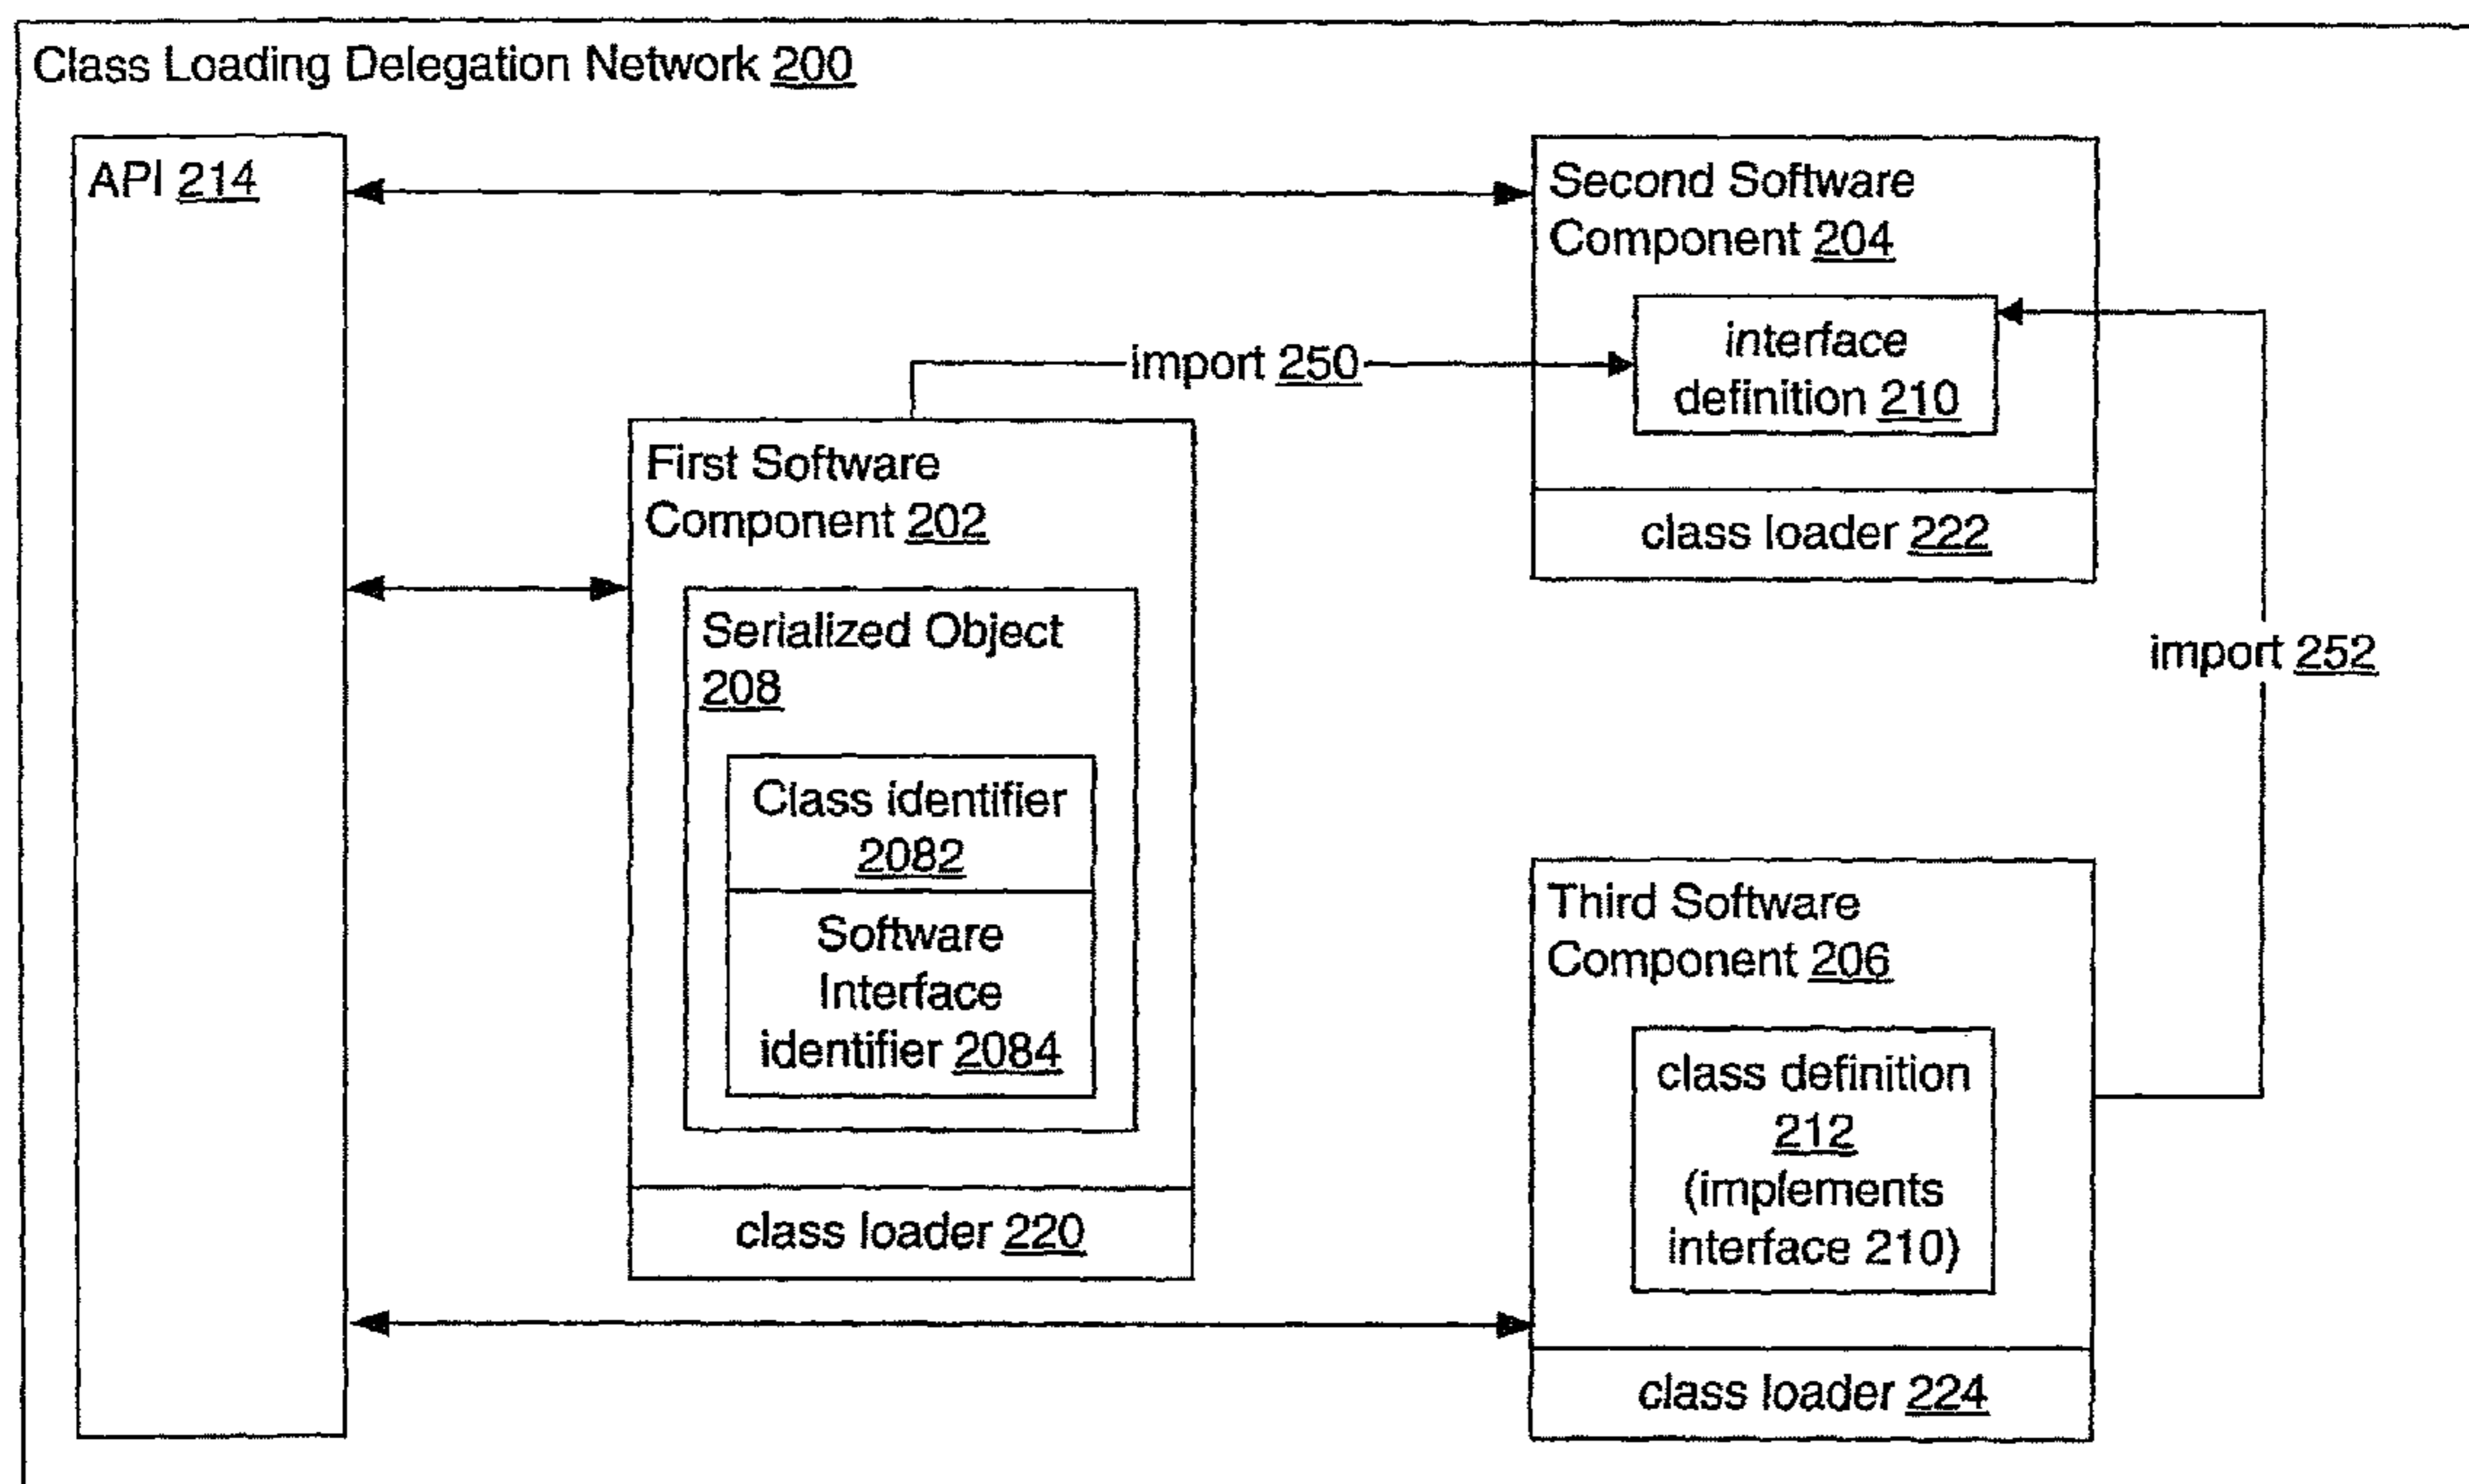 Class Loading Delegation Network 200
API 214
Second Software
Component 204
interface
definition 210
class loader 222
import 250
First Software
Component 202
Serialized Object
208
Class identifier
2082
Software
Interface
identifier 2084
class loader 220
import 252
Third Software
Component 206
class definition
212
(implements
interface 210)
class loader 224